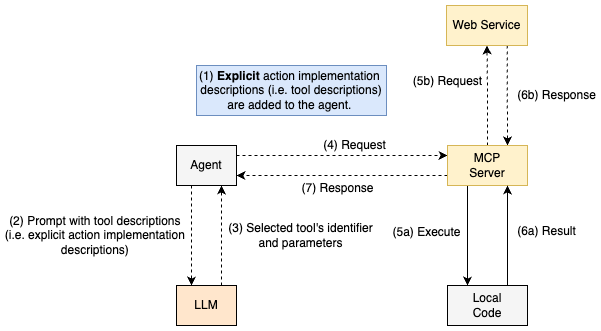 Web Service
(1) Explicit action implementation
descriptions (i.e. tool descriptions)
are added to the agent.
(5b) Request
(6b) Response
(4) Request
Agent
MCP
Server
(7) Response
(2) Prompt with tool descriptions
(i.e. explicit action implementation
descriptions)
(3) Selected tool's identifier
and parameters
(5a) Execute
(6a) Result
LLM
Local
Code